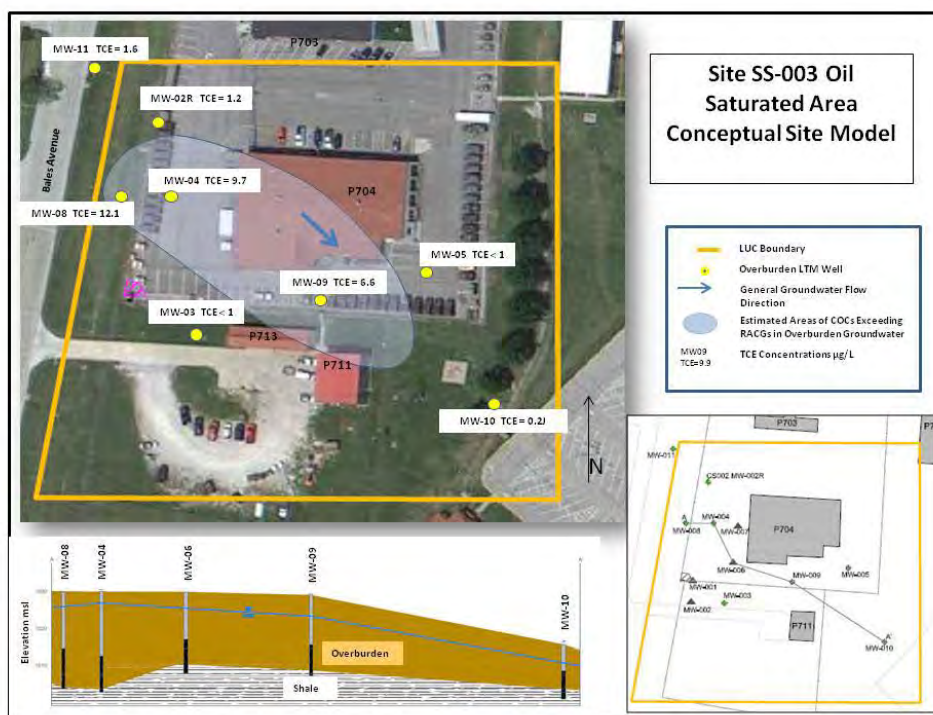 Site SS-003 Oil
Saturated Area
Conceptual Site Model
P703
MW-11 TCE= 1.6
MW-02R TCE= 1.2
Bales Avenue
MW-04 TCE= 9.7
P704
MW-08 TCE= 12.1
MW-05 TCE< 1
MW-09 TCE= 6.6
MW-03 TCE< 1
P713
P711
MW-10 TCE= 0.2J
N
LUC Boundary
Overburden LTM Well
General Groundwater Flow
Direction
Estimated Areas of COCs Exceeding
RACGs in Overburden Groundwater
MW09
TCE=9.9
TCE Concentrations µg/L
P703
MW-011
CS002 MW-002R
A
MW-008
MW-004
MW-007
P704
MW-006
MW-005
MW-001
MW-009
MW-002
MW-003
P711
A'
MW-010
MW-08
MW-04
MW-06
MW-09
MW-10
Elevation msl
Overburden
Shale